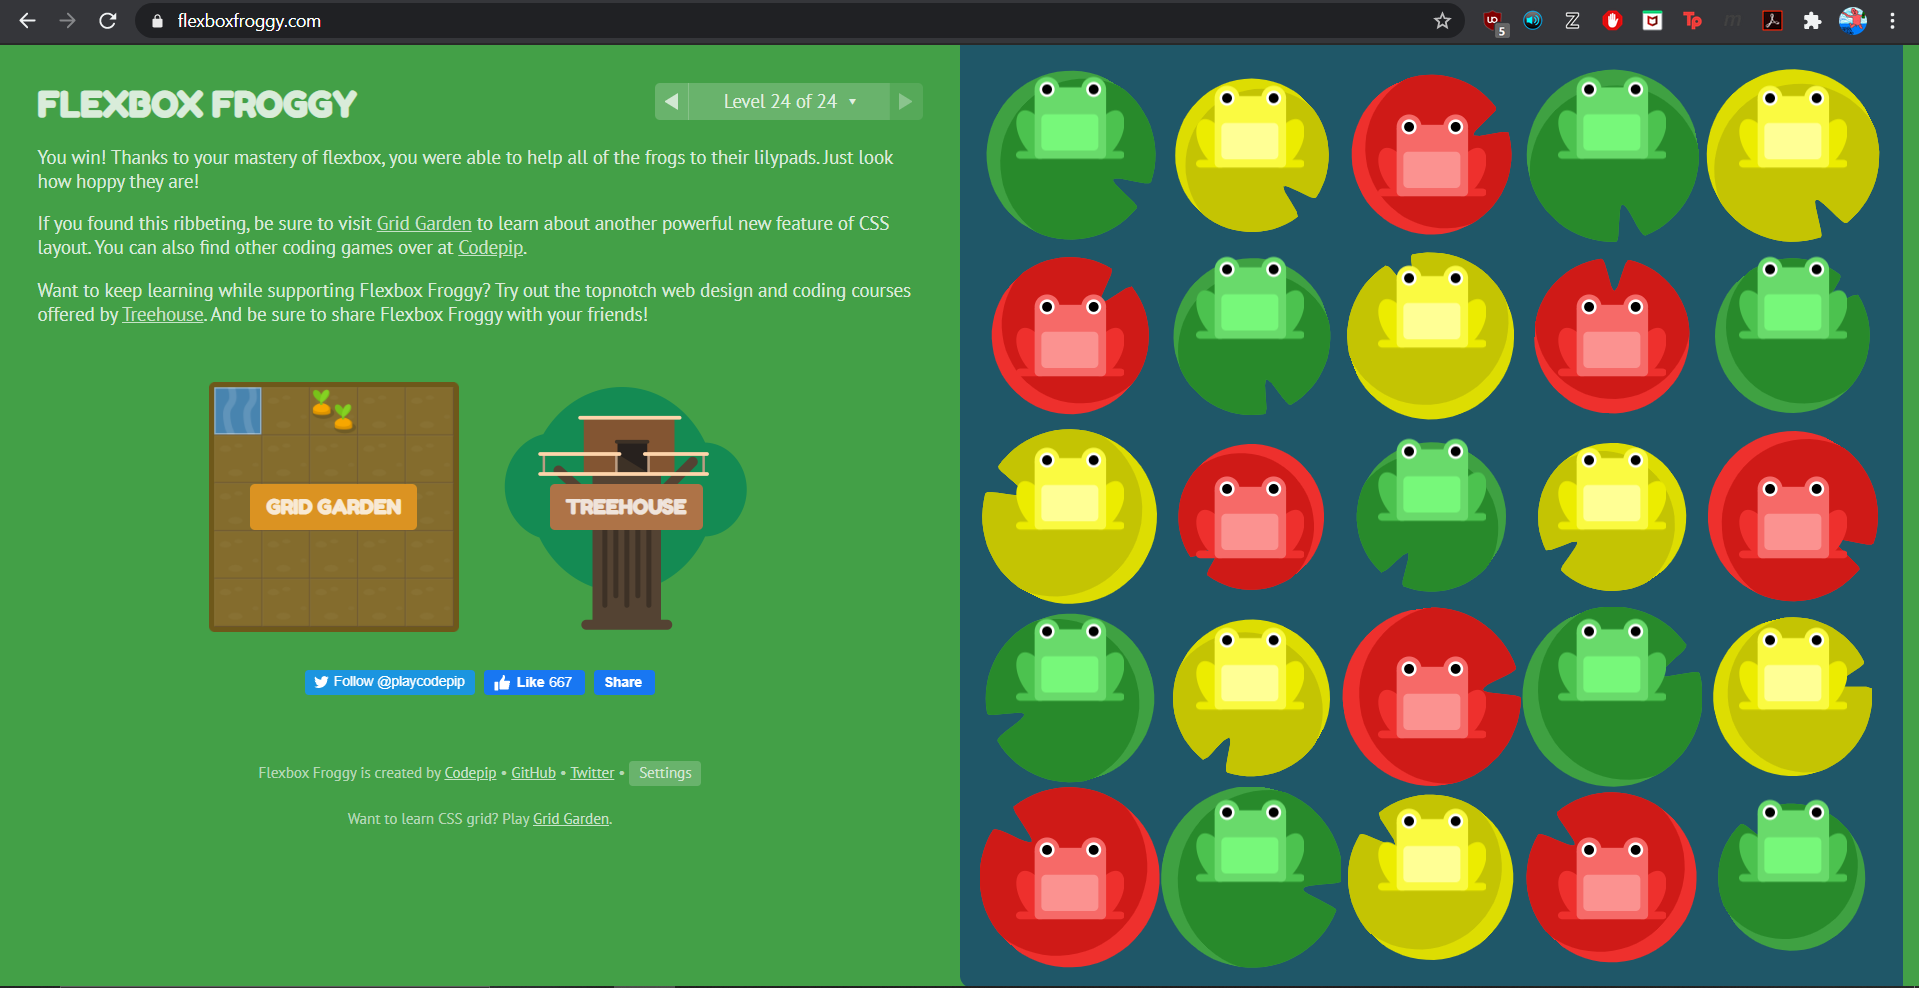 flexboxfroggy.com
5
FLEXBOX FROGGY
Level 24 of 24
You win! Thanks to your mastery of flexbox, you were able to help all of the frogs to their lilypads. Just look
how hoppy they are!
If you found this ribbeting, be sure to visit Grid Garden to learn about another powerful new feature of CSS
layout. You can also find other coding games over at Codepip.
Want to keep learning while supporting Flexbox Froggy? Try out the topnotch web design and coding courses
offered by Treehouse. And be sure to share Flexbox Froggy with your friends!
GRID GARDEN
TREEHOUSE
Follow @playcodepip Like 667 Share
Flexbox Froggy is created by Codepip • GitHub • Twitter • Settings
Want to learn CSS grid? Play Grid Garden.